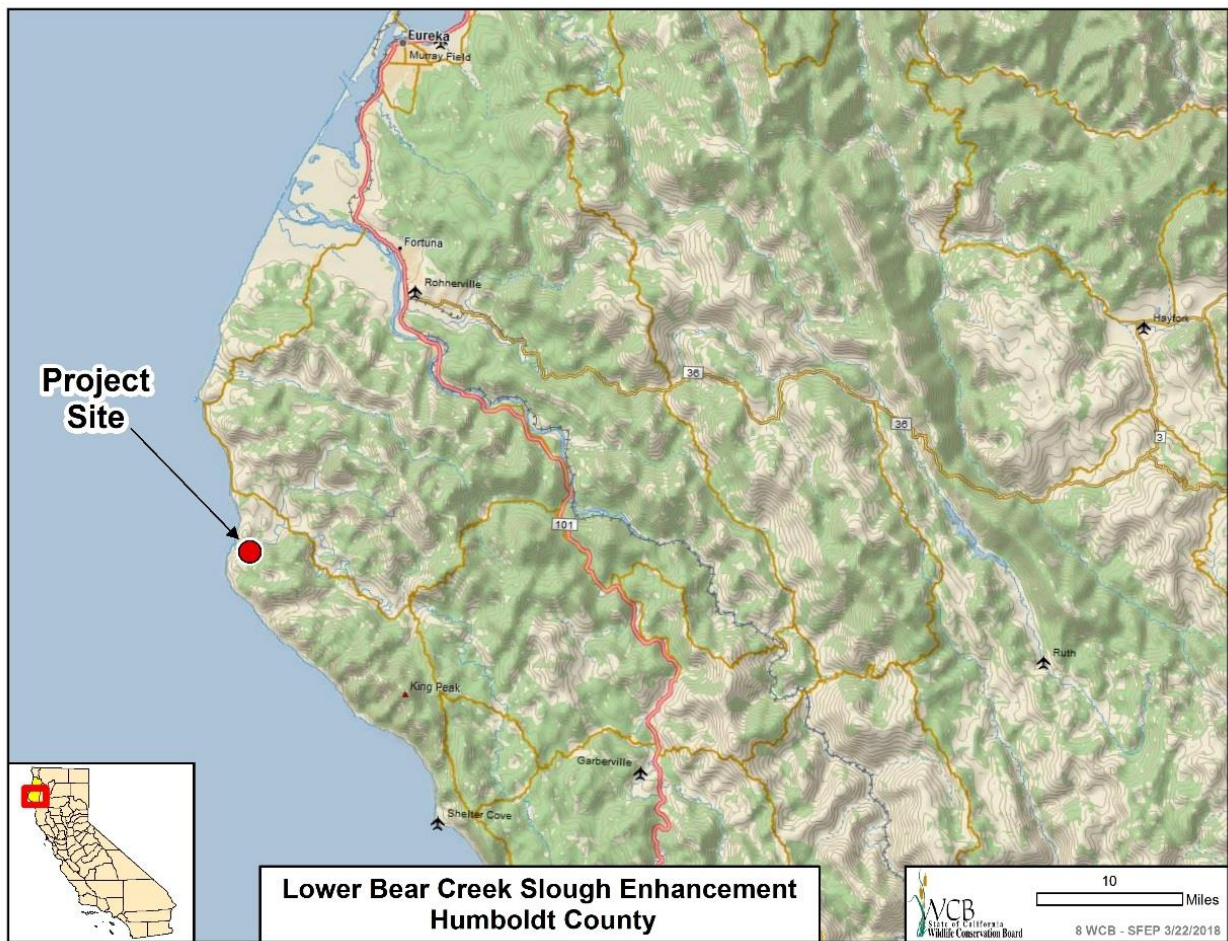 Eureka
Murray Field
Fortuna
Rohnerville
Hayfork
Project
Site
36
36
3
101
Ruth
King Peak
Garberville
Shelter Cove
Lower Bear Creek Slough Enhancement
Humboldt County
WCB
State of California
Wildlife Conservation Board
10
Miles
8 WCB - SFEP 3/22/2018